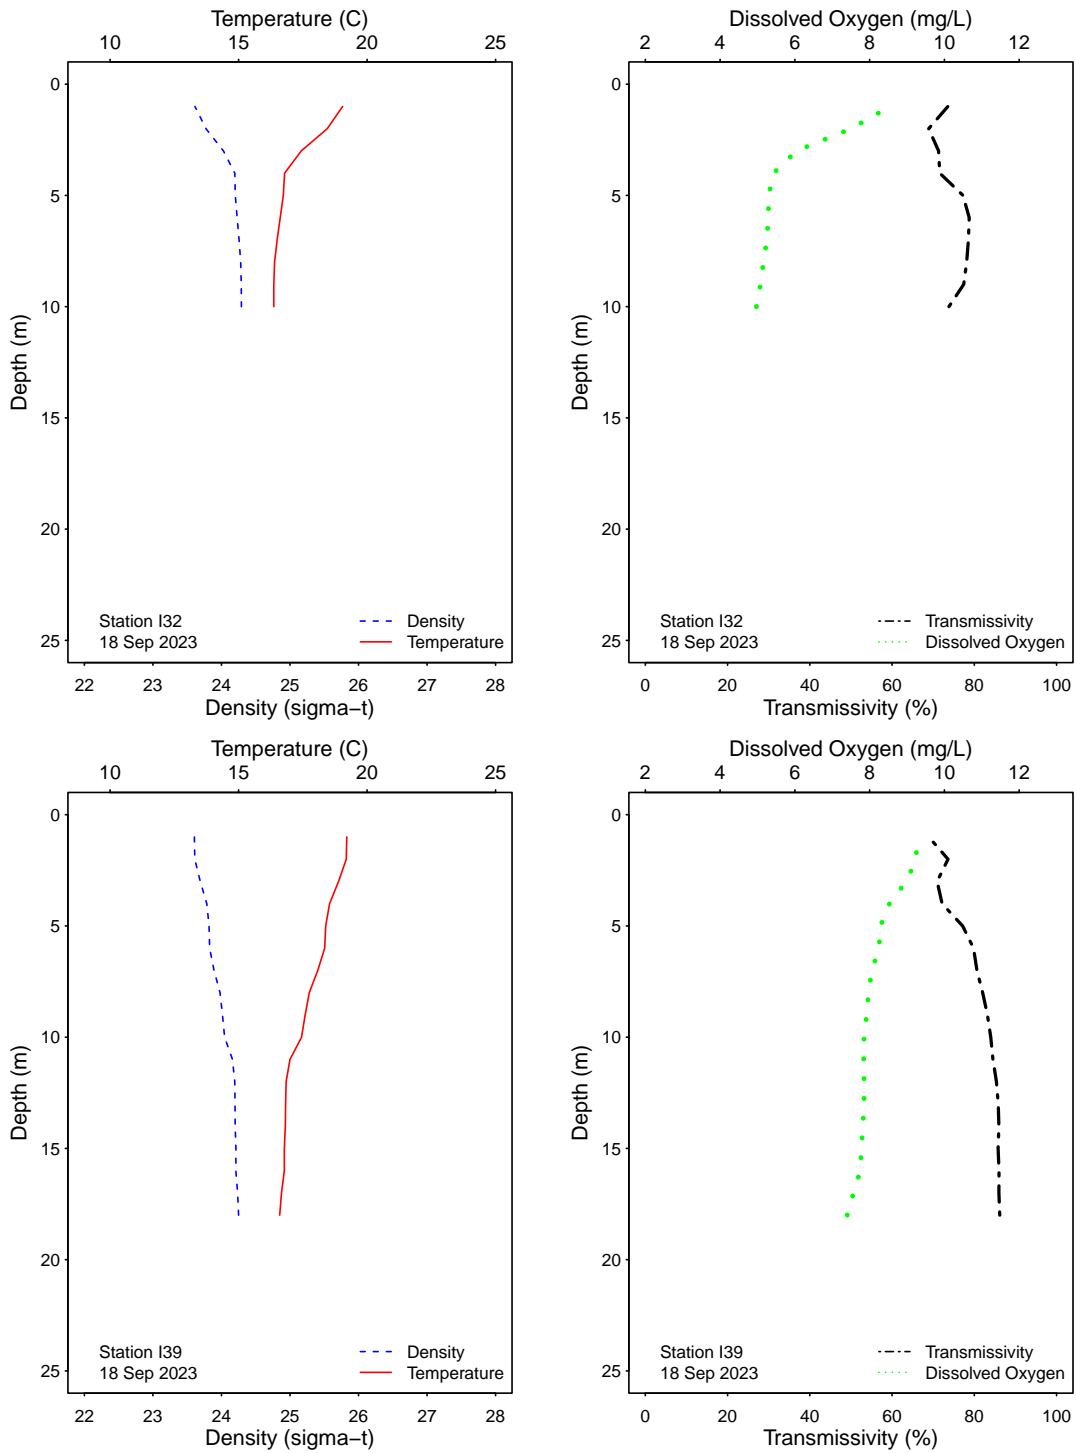 Temperature (C)
10 15 20 25
0
5
10
15
20
25
Depth (m)
Station I32
18 Sep 2023
Density
Temperature
22 23 24 25 26 27 28
Density (sigma−t)
Dissolved Oxygen (mg/L)
2 4 6 8 10 12
0
5
10
15
20
25
Depth (m)
Station I32
18 Sep 2023
Transmissivity
Dissolved Oxygen
0 20 40 60 80 100
Transmissivity (%)
Temperature (C)
10 15 20 25
0
5
10
15
20
25
Depth (m)
Station I39
18 Sep 2023
Density
Temperature
22 23 24 25 26 27 28
Density (sigma−t)
Dissolved Oxygen (mg/L)
2 4 6 8 10 12
0
5
10
15
20
25
Depth (m)
Station I39
18 Sep 2023
Transmissivity
Dissolved Oxygen
0 20 40 60 80 100
Transmissivity (%)